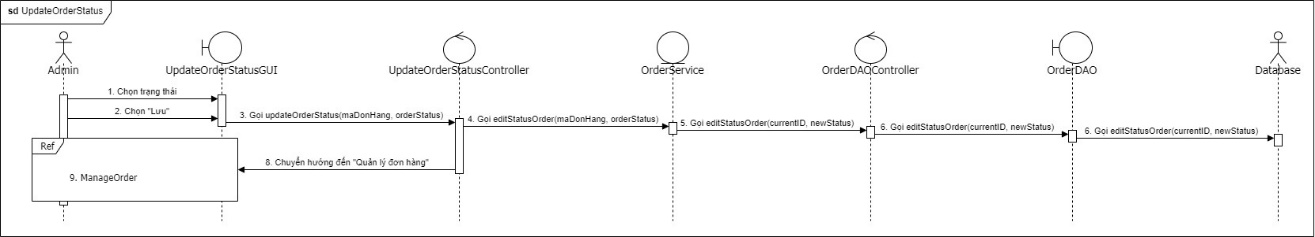 sd UpdateOrderStatus
Admin
UpdateOrderStatusGUI
UpdateOrderStatusController
OrderService
OrderDAOController
OrderDAO
Database
1. Chọn trạng thái
2. Chọn "Lưu"
3. Gọi updateOrderStatus(maDonHang, orderStatus)
4. Gọi editStatusOrder(maDonHang, orderStatus)
5. Gọi editStatusOrder(currentID, newStatus)
6. Gọi editStatusOrder(currentID, newStatus)
6. Gọi editStatusOrder(currentID, newStatus)
Ref
8. Chuyển hướng đến "Quản lý đơn hàng"
9. ManageOrder